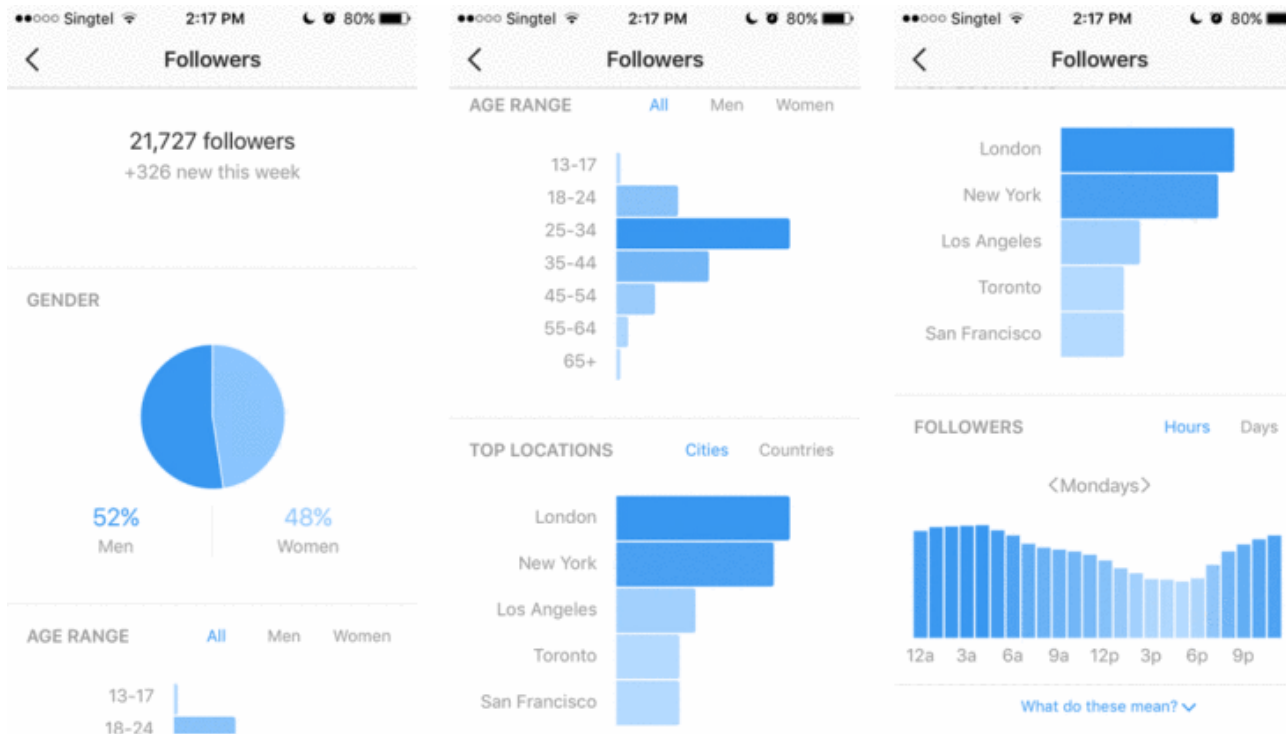 Singtel 2:17 PM 80%
Followers
21,727 followers
+326 new this week
GENDER
52%
Men
48%
Women
AGE RANGE All Men Women
13-17
18-24
Singtel 2:17 PM 80%
Followers
AGE RANGE All Men Women
13-17
18-24
25-34
35-44
45-54
55-64
65+
TOP LOCATIONS Cities Countries
London
New York
Los Angeles
Toronto
San Francisco
Singtel 2:17 PM 80%
Followers
London
New York
Los Angeles
Toronto
San Francisco
FOLLOWERS Hours Days
<Mondays>
12a 3a 6a 9a 12p 3p 6p 9p
What do these mean?